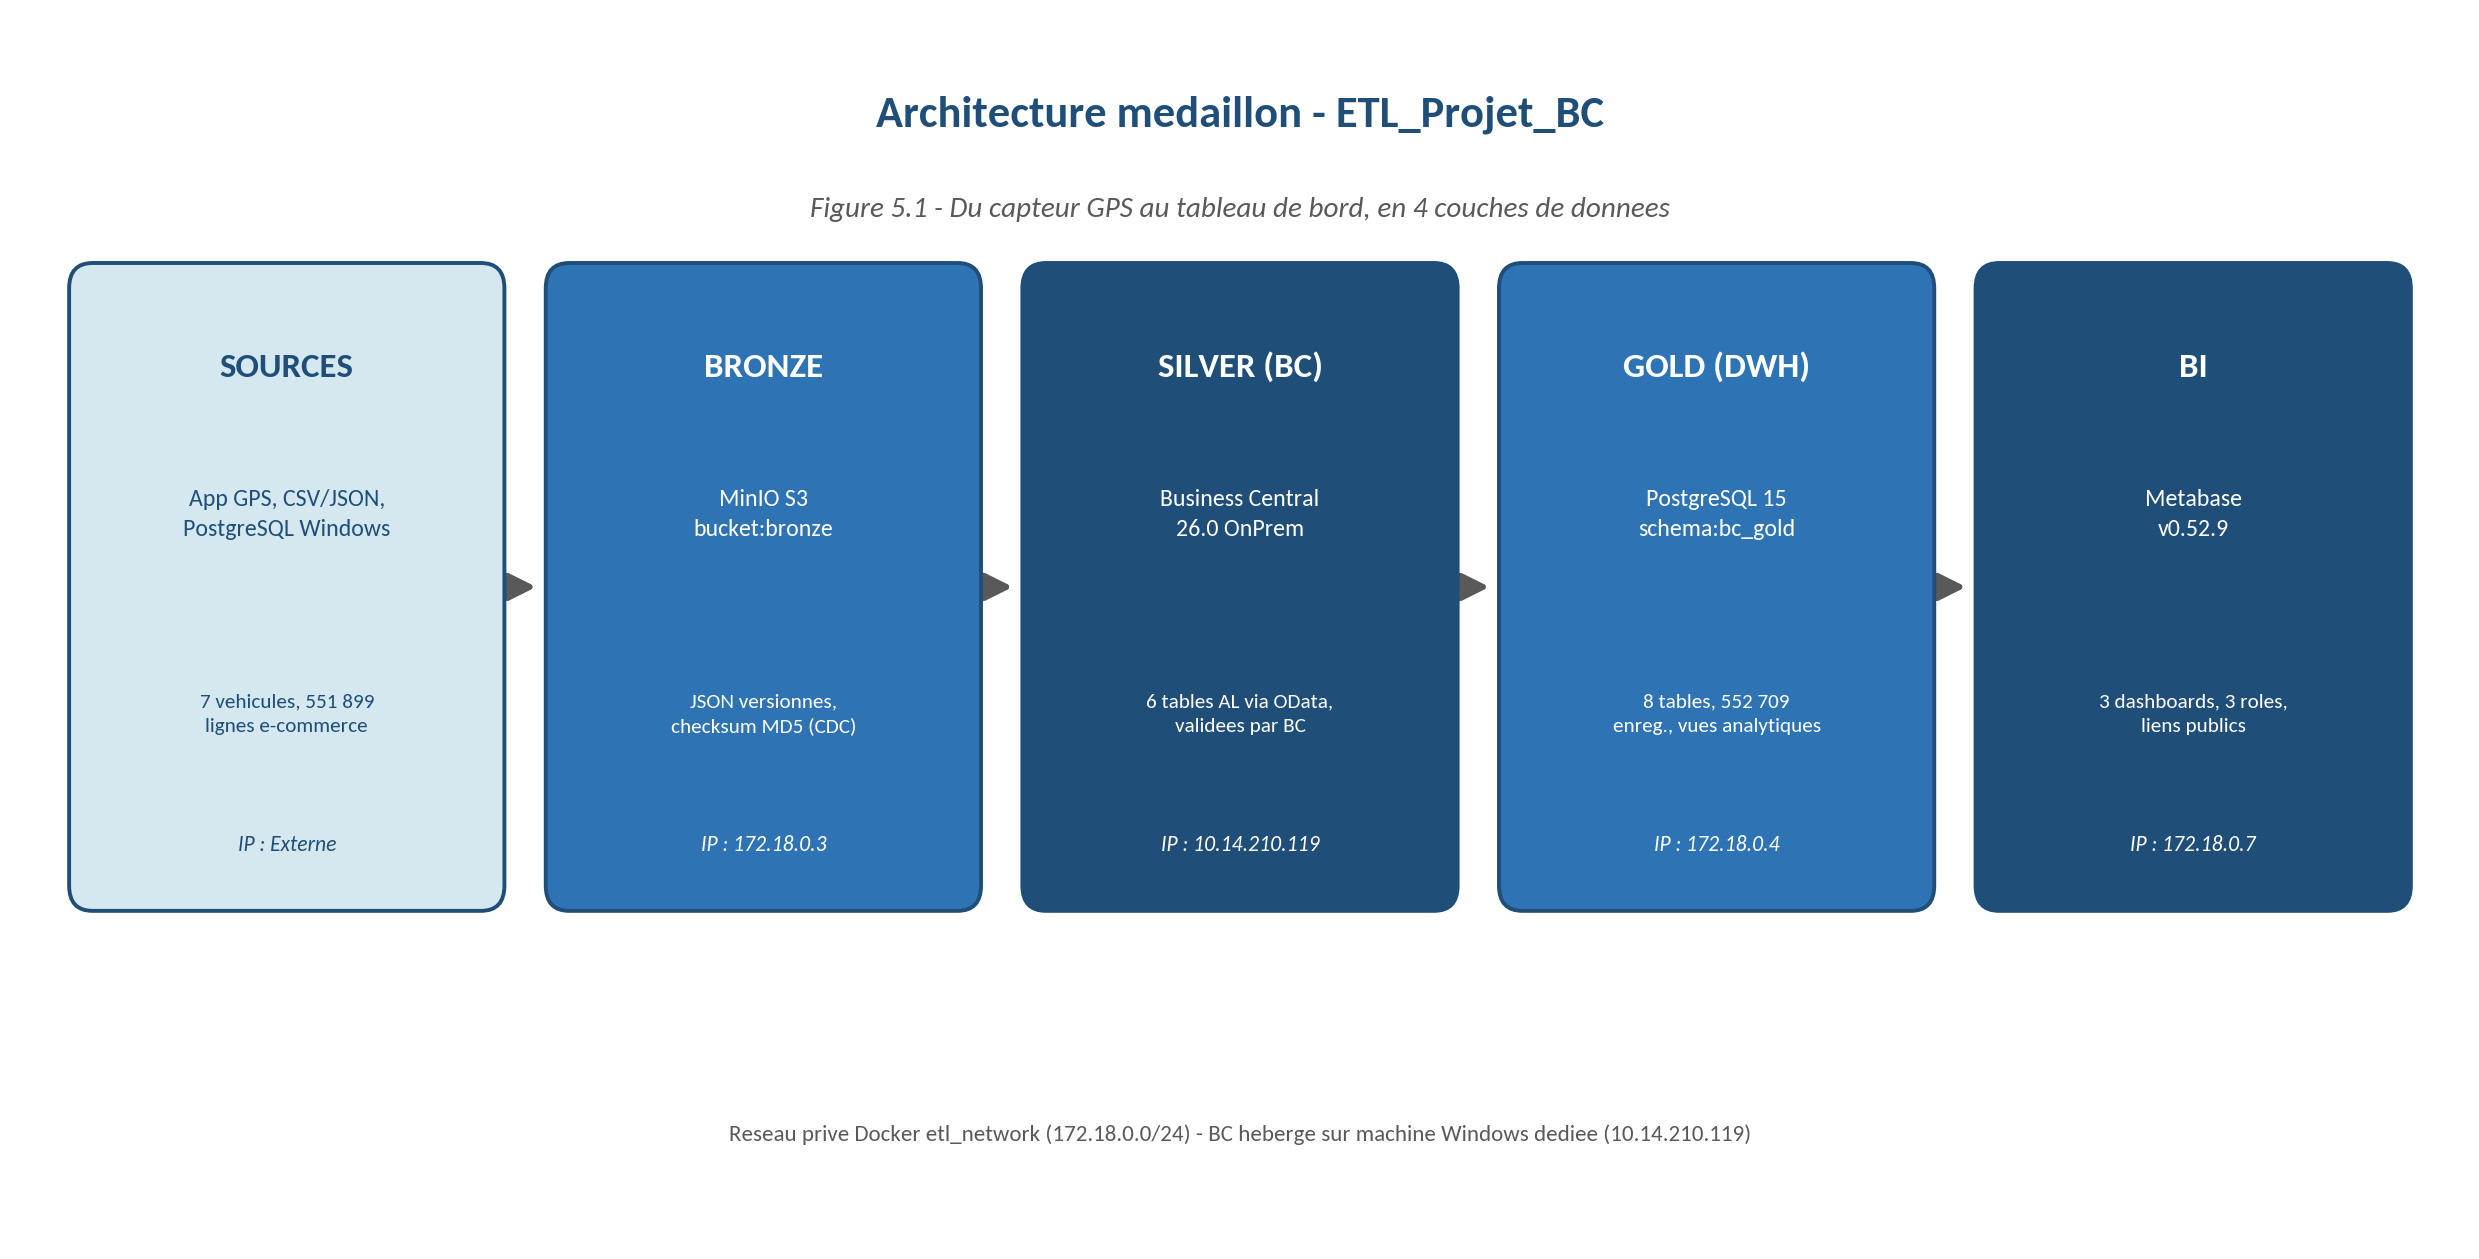 Architecture medaillon - ETL_Projet_BC
Figure 5.1 - Du capteur GPS au tableau de bord, en 4 couches de donnees
SOURCES
App GPS, CSV/JSON,
PostgreSQL Windows
7 vehicules, 551 899
lignes e-commerce
IP : Externe
BRONZE
MinIO S3
bucket:bronze
JSON versionnes,
checksum MD5 (CDC)
IP : 172.18.0.3
SILVER (BC)
Business Central
26.0 OnPrem
6 tables AL via OData,
validees par BC
IP : 10.14.210.119
GOLD (DWH)
PostgreSQL 15
schema:bc_gold
8 tables, 552 709
enreg., vues analytiques
IP : 172.18.0.4
BI
Metabase
v0.52.9
3 dashboards, 3 roles,
liens publics
IP : 172.18.0.7
Reseau prive Docker etl_network (172.18.0.0/24) - BC heberge sur machine Windows dediee (10.14.210.119)